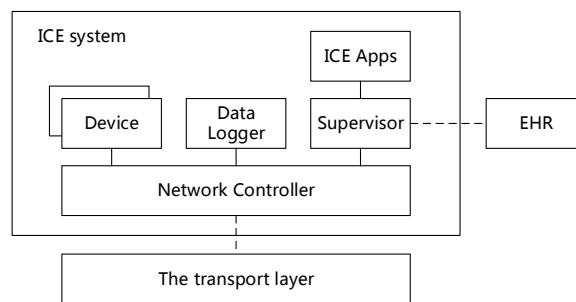 ICE system
ICE Apps
Device
Data
Logger
Supervisor
EHR
Network Controller
The transport layer